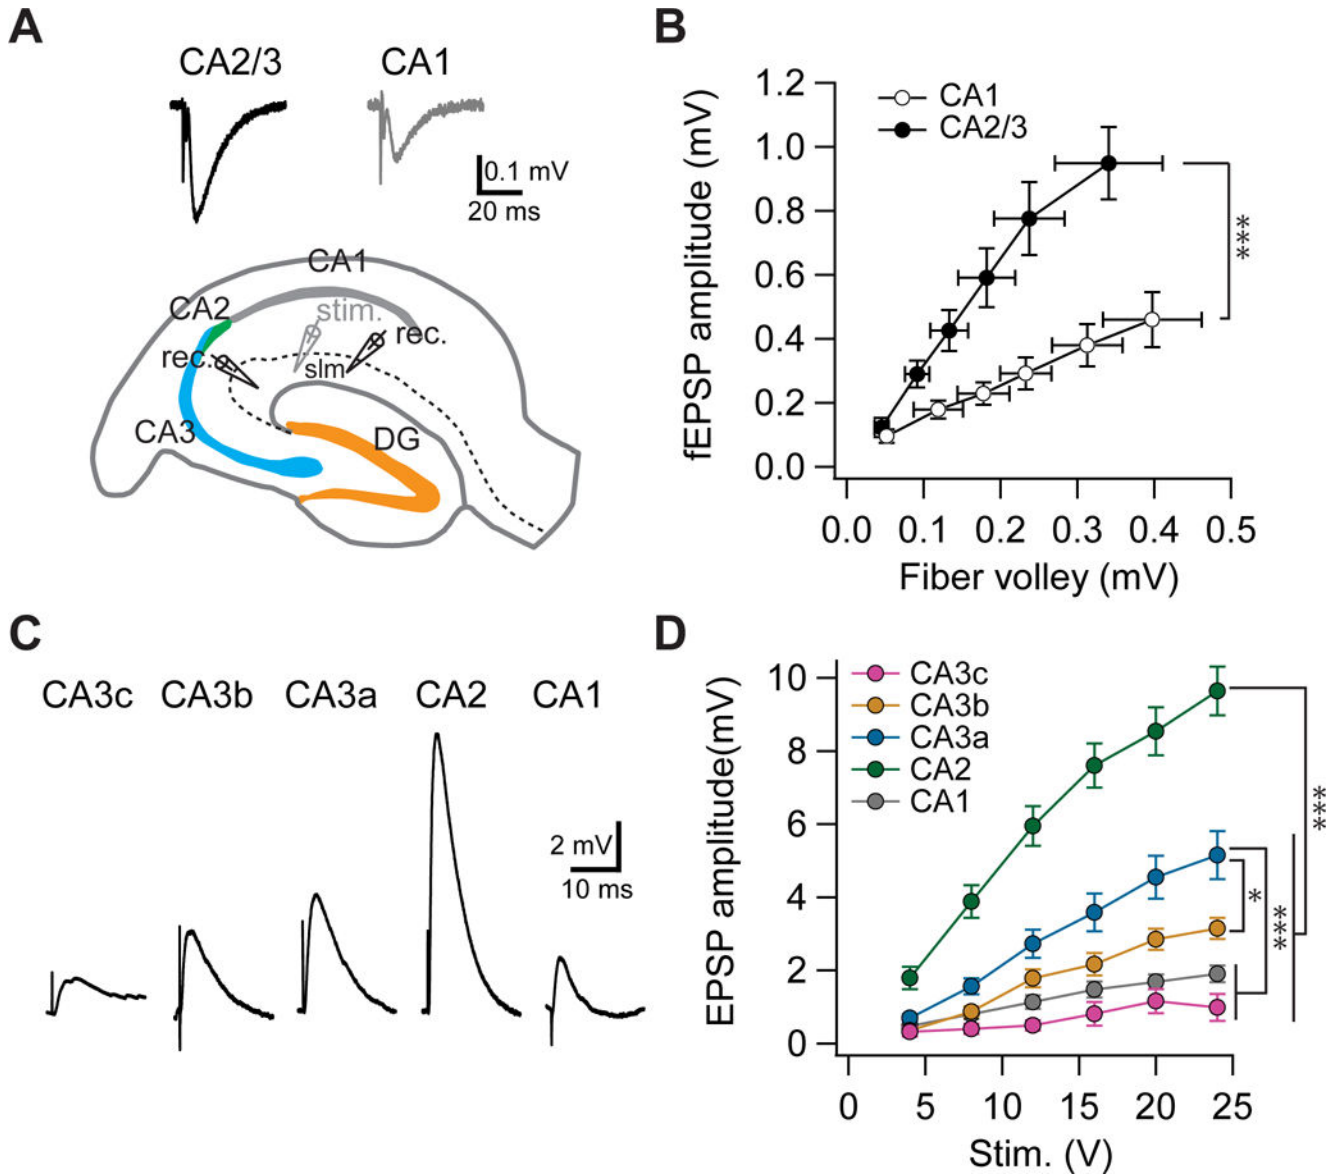 A
CA2/3
CA1
0.1 mV
20 ms
CA1
CA2
stim.
rec.
rec.
slm
CA3
DG
B
fEPSP amplitude (mV)
1.2
1.0
0.8
0.6
0.4
0.2
0.0
CA1
CA2/3
***
0.0 0.1 0.2 0.3 0.4 0.5
Fiber volley (mV)
C
CA3c CA3b CA3a CA2 CA1
2 mV
10 ms
D
EPSP amplitude(mV)
10
8
6
4
2
0
CA3c
CA3b
CA3a
CA2
CA1
*
***
***
0 5 10 15 20 25
Stim. (V)